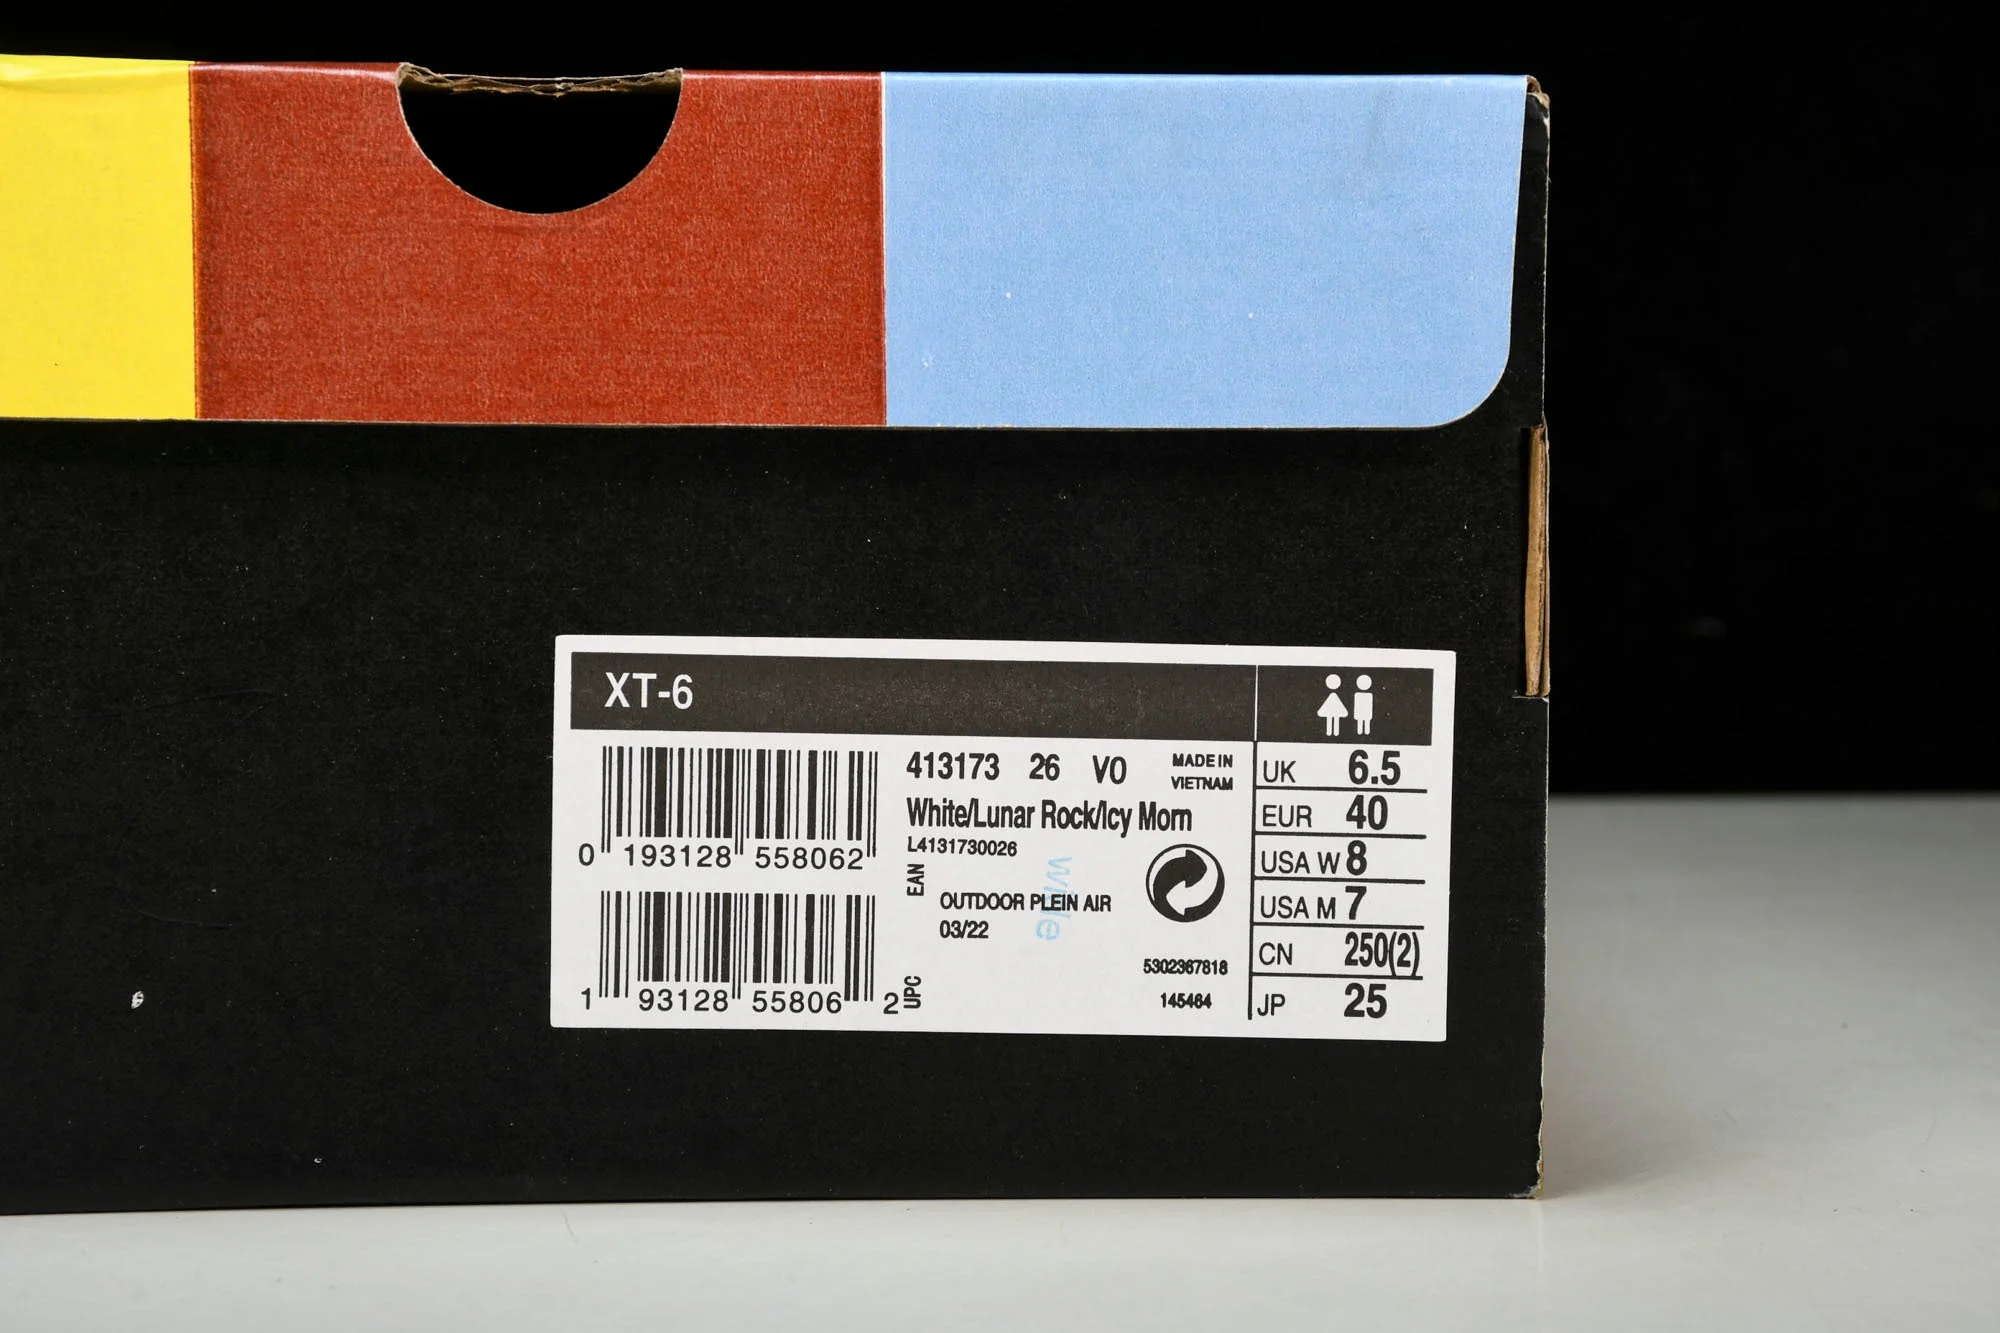 XT-6
0 193128 558062
1 93128 55806 2
EAN
UPC
413173 26 V0 MADE IN VIETNAM
White/Lunar Rock/Icy Morn
L4131730026
OUTDOOR PLEIN AIR
03/22
5302367818
145464
UK 6.5
EUR 40
USA W 8
USA M 7
CN 250(2)
JP 25